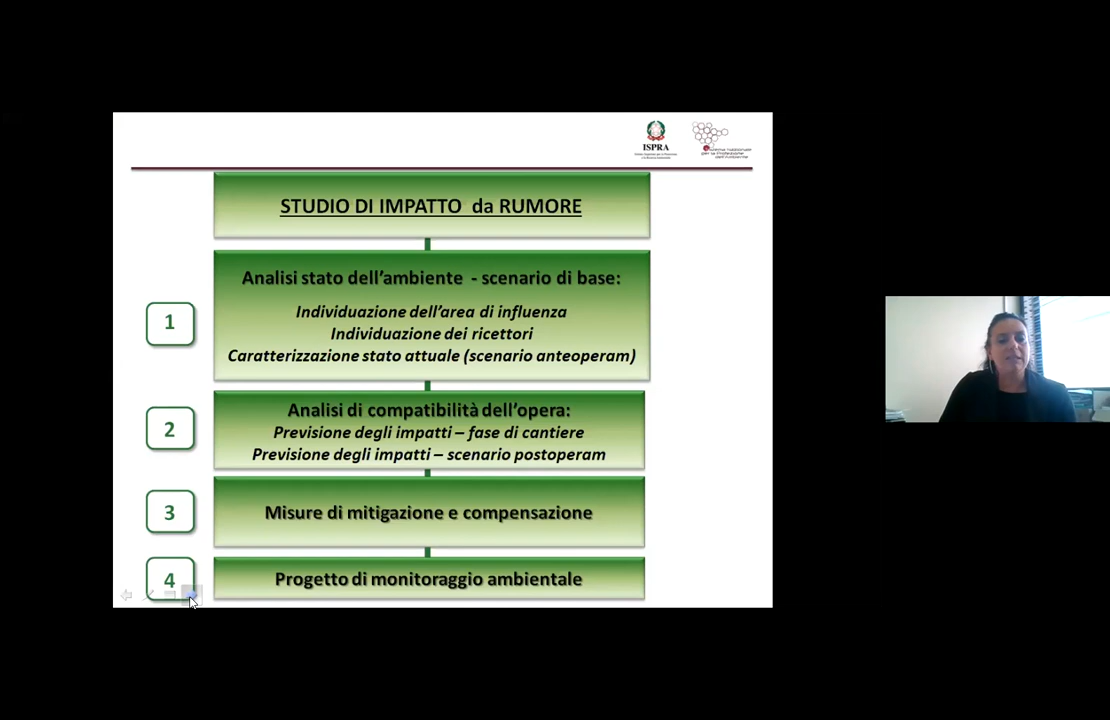 ISPRA
STUDIO DI IMPATTO da RUMORE
1
Analisi stato dell'ambiente - scenario di base:
Individuazione dell'area di influenza
Individuazione dei ricettori
Caratterizzazione stato attuale (scenario anteoperam)
2
Analisi di compatibilità dell'opera:
Previsione degli impatti – fase di cantiere
Previsione degli impatti – scenario postoperam
3
Misure di mitigazione e compensazione
4
Progetto di monitoraggio ambientale